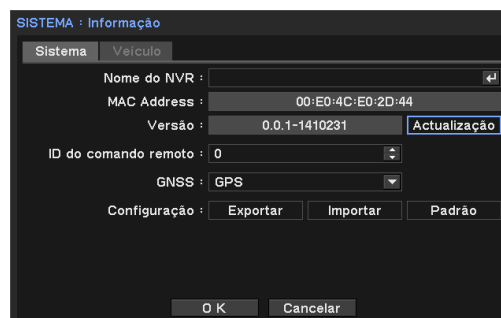 SISTEMA : Informação
Sistema Veículo
Nome do NVR :
MAC Address : 00:E0:4C:E0:2D:44
Versão : 0.0.1-1410231 Actualização
ID do comando remoto : 0
GNSS : GPS
Configuração : Exportar Importar Padrão
O K Cancelar